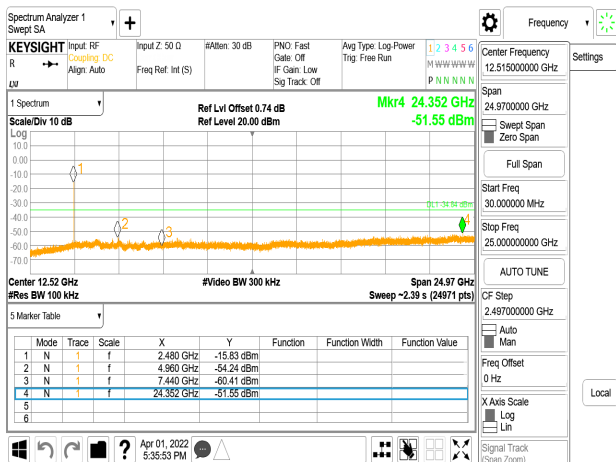 Spectrum Analyzer 1
Swept SA
+
Frequency
KEYSIGHT
R
Input: RF
Coupling: DC
Align: Auto
Input Z: 50 Ω
Freq Ref: Int (S)
#Atten: 30 dB
PNO: Fast
Gate: Off
IF Gain: Low
Sig Track: Off
Avg Type: Log-Power
Trig: Free Run
1 2 3 4 5 6
M W W W W W
P N N N N N
Center Frequency
12.515000000 GHz
Settings
Span
24.9700000 GHz
Swept Span
Zero Span
Full Span
Start Freq
30.000000 MHz
Stop Freq
25.000000000 GHz
AUTO TUNE
CF Step
2.497000000 GHz
Auto
Man
Freq Offset
0 Hz
X Axis Scale
Log
Lin
Local
Signal Track
(Span Zoom)
1 Spectrum
Scale/Div 10 dB
Ref Lvl Offset 0.74 dB
Ref Level 20.00 dBm
Mkr4 24.352 GHz
-51.55 dBm
Log
10.0
0.00
-10.0
-20.0
-30.0
-40.0
-50.0
-60.0
-70.0
1
2
3
4
Center 12.52 GHz
#Video BW 300 kHz
Span 24.97 GHz
#Res BW 100 kHz
Sweep ~2.39 s (24971 pts)
5 Marker Table
Mode Trace Scale X Y Function Function Width Function Value
1 N 1 f 2.480 GHz -15.83 dBm
2 N 1 f 4.960 GHz -54.24 dBm
3 N 1 f 7.440 GHz -60.41 dBm
4 N 1 f 24.352 GHz -51.55 dBm
5
6
?
Apr 01, 2022
5:35:53 PM